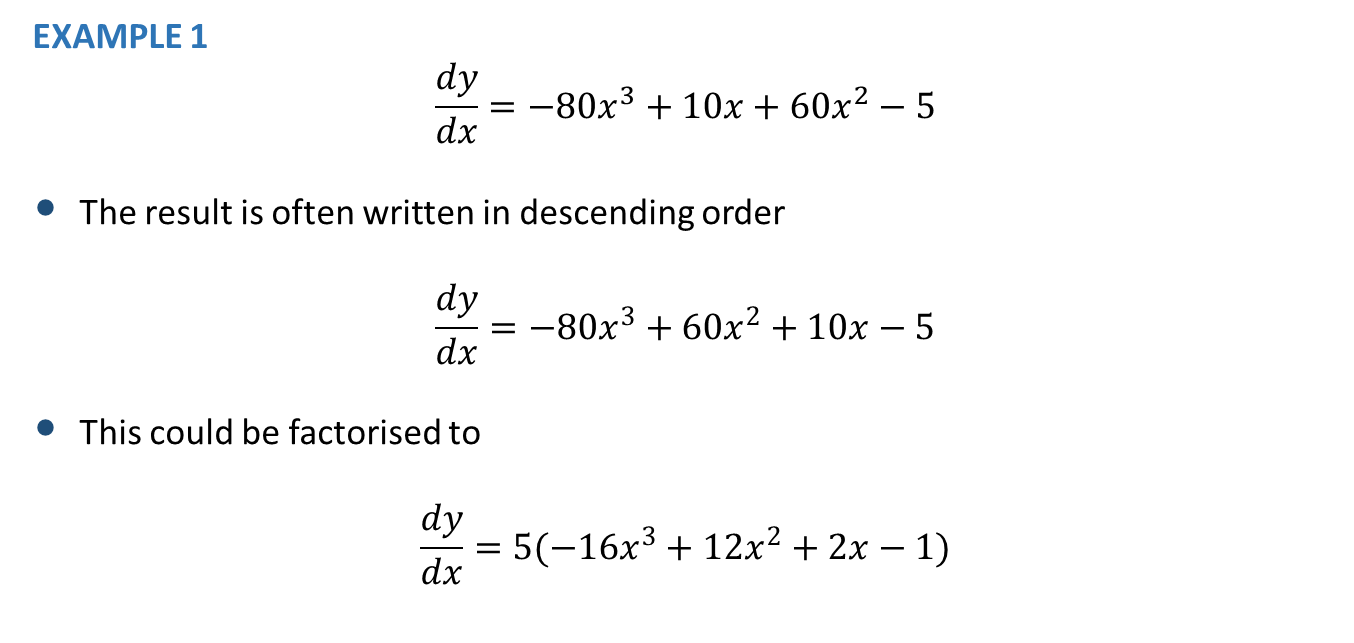 EXAMPLE 1
dy/dx = −80x³ + 10x + 60x² − 5
• The result is often written in descending order
dy/dx = −80x³ + 60x² + 10x − 5
• This could be factorised to
dy/dx = 5(−16x³ + 12x² + 2x − 1)